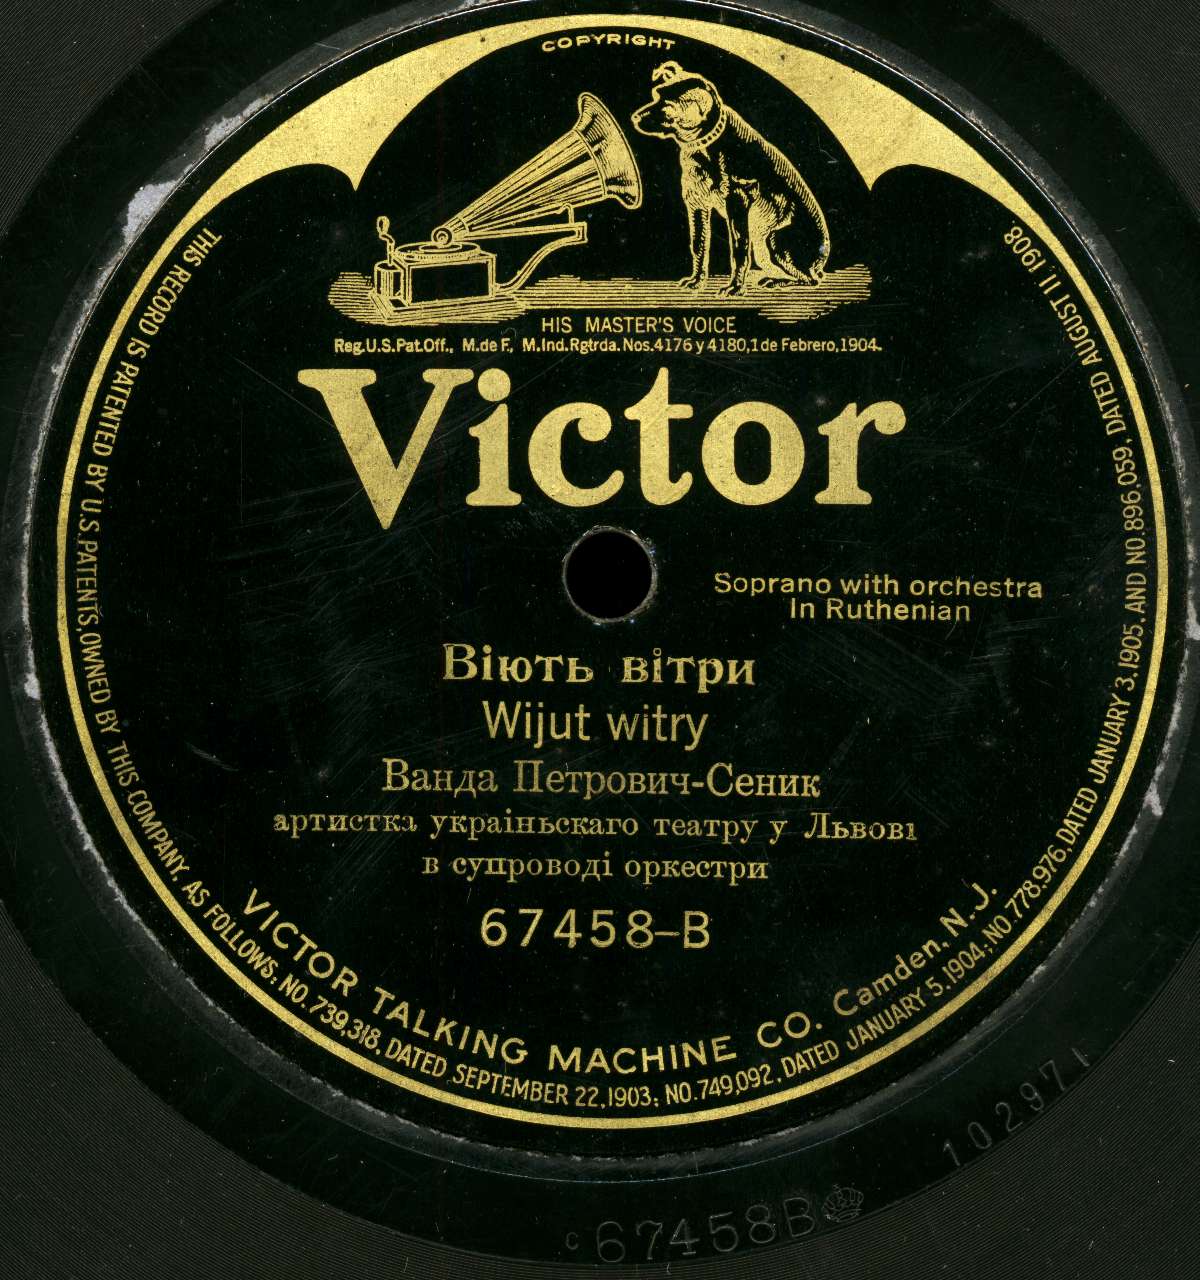 COPYRIGHT
HIS MASTER'S VOICE
Reg.U.S.Pat.Off., M.de F., M.Ind.Rgtrda.Nos.4176 y 4180,1 de Febrero,1904.
Victor
Soprano with orchestra
In Ruthenian
Віють вітри
Wijut witry
Ванда Петрович-Сеник
артистка україньскаго театру у Львові
в супроводі оркестри
67458-B
VICTOR TALKING MACHINE CO. Camden, N. J.
THIS RECORD IS PATENTED BY U.S. PATENTS, OWNED BY THIS COMPANY, AS FOLLOWS: NO. 739,318, DATED SEPTEMBER 22, 1903; NO. 749,092, DATED JANUARY 5, 1904; NO. 778,976, DATED JANUARY 3, 1905, AND NO. 896,059, DATED AUGUST 11, 1908
102971
c 67458B